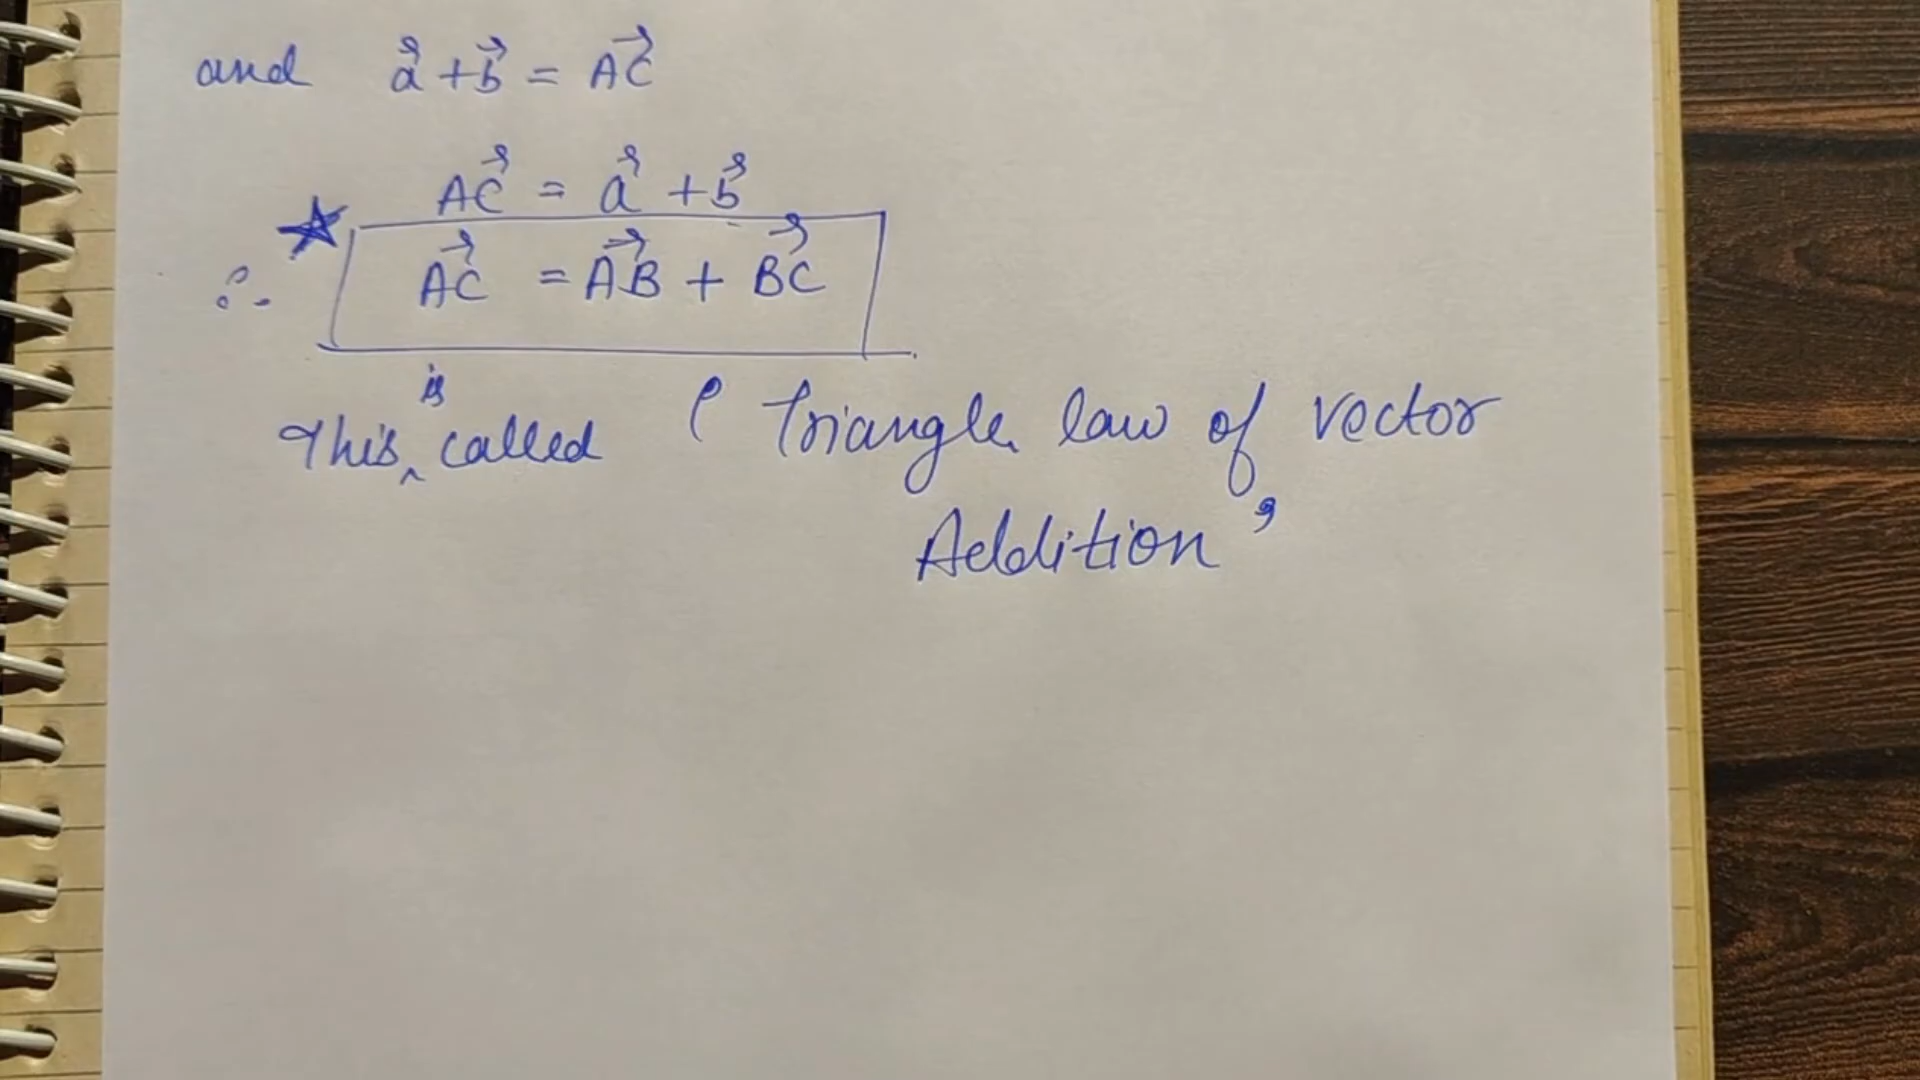 and a⃗ + b⃗ = AC⃗
AC⃗ = a⃗ + b⃗
∴ AC⃗ = AB⃗ + BC⃗
This is called ' Triangle law of vector
Addition '